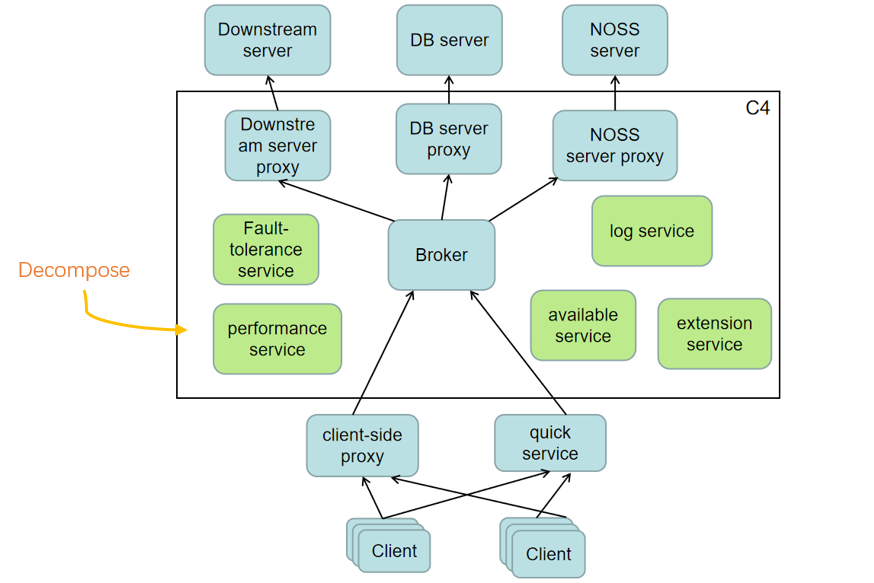 Downstream
server
DB server
NOSS
server
C4
Downstre
am server
proxy
DB server
proxy
NOSS
server proxy
Fault-
tolerance
service
Broker
log service
Decompose
performance
service
available
service
extension
service
client-side
proxy
quick
service
Client
Client